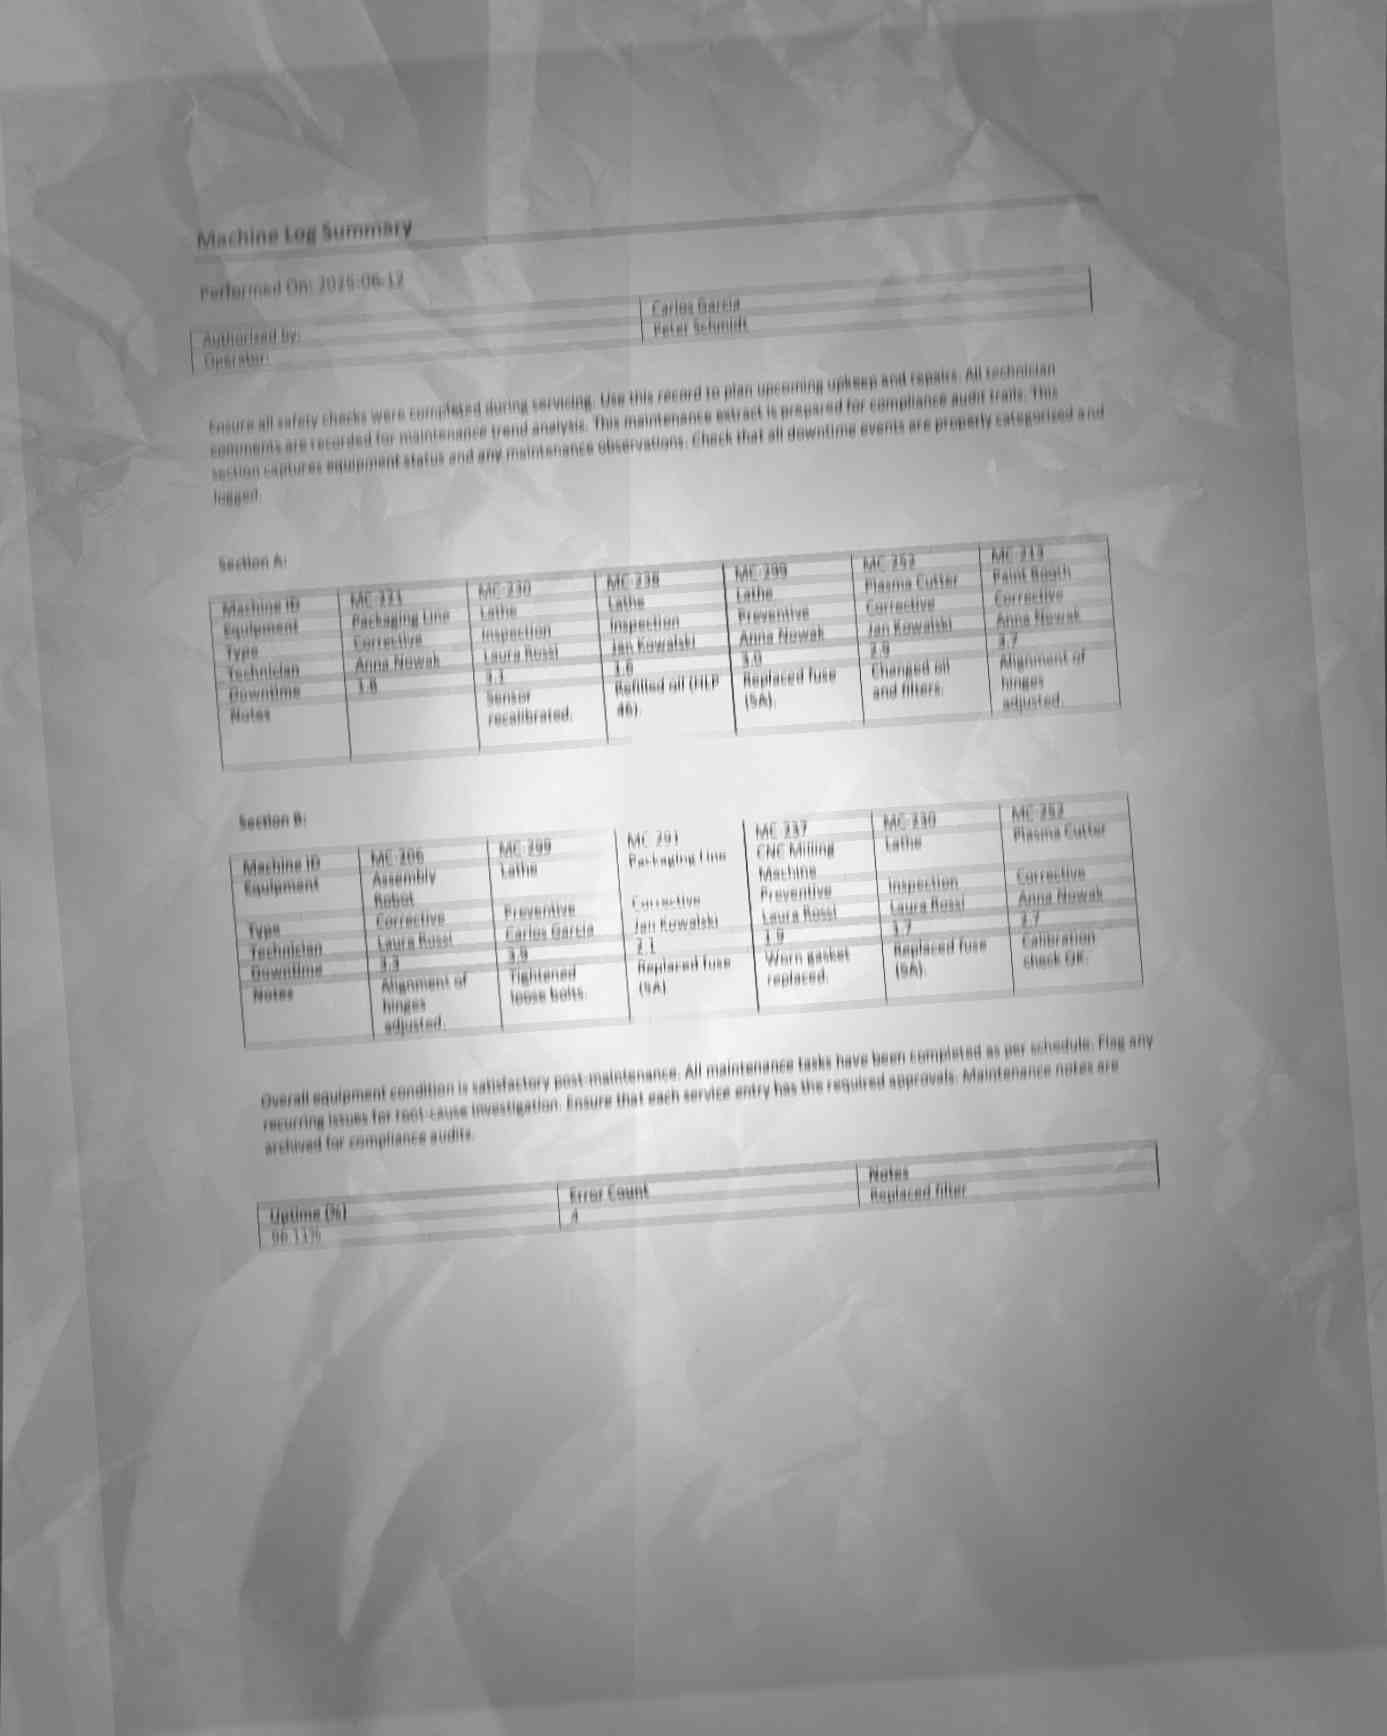 Machine Log Summary
Performed On: 2025-06-12
Authorised by: Carlos Garcia
Operator: Peter Schmidt
Ensure all safety checks were completed during servicing. Use this record to plan upcoming upkeep and repairs. All technician
comments are recorded for maintenance trend analysis. This maintenance extract is prepared for compliance audit trails. This
section captures equipment status and any maintenance observations. Check that all downtime events are properly categorised and
logged.
Section A:
Machine ID MC-221 MC-230 MC-238 MC-299 MC-252 MC-213
Equipment Packaging Line Lathe Lathe Lathe Plasma Cutter Paint Booth
Type Corrective Inspection Inspection Preventive Corrective Corrective
Technician Anna Nowak Laura Rossi Jan Kowalski Anna Nowak Jan Kowalski Anna Nowak
Downtime 1.8 3.1 1.6 3.0 2.9 3.7
Notes Sensor Refilled oil (HLP Replaced fuse Changed oil Alignment of
recalibrated. 46). (5A). and filters. hinges
adjusted.
Section B:
Machine ID MC-206 MC-299 MC-291 MC-237 MC-230 MC-252
Equipment Assembly Lathe Packaging Line CNC Milling Lathe Plasma Cutter
Robot Machine
Type Corrective Preventive Corrective Preventive Inspection Corrective
Technician Laura Rossi Carlos Garcia Jan Kowalski Laura Rossi Laura Rossi Anna Nowak
Downtime 3.3 3.9 2.1 1.9 1.7 2.7
Notes Alignment of Tightened Replaced fuse Worn gasket Replaced fuse Calibration
hinges loose bolts. (5A). replaced. (5A). check OK.
adjusted.
Overall equipment condition is satisfactory post-maintenance. All maintenance tasks have been completed as per schedule. Flag any
recurring issues for root-cause investigation. Ensure that each service entry has the required approvals. Maintenance notes are
archived for compliance audits.
Uptime (%) Error Count Notes
96.11% 4 Replaced filter